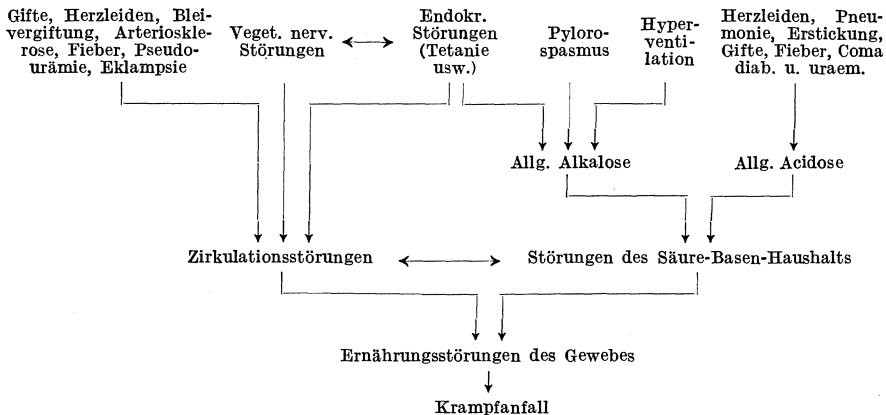 Gifte, Herzleiden, Blei-
vergiftung, Arterioskle-
rose, Fieber, Pseudo-
urämie, Eklampsie
Veget. nerv.
Störungen
Endokr.
Störungen
(Tetanie
usw.)
Pyloro-
spasmus
Hyper-
venti-
lation
Herzleiden, Pneu-
monie, Erstickung,
Gifte, Fieber, Coma
diab. u. uraem.
Allg. Alkalose
Allg. Acidose
Zirkulationsstörungen
Störungen des Säure-Basen-Haushalts
Ernährungsstörungen des Gewebes
Krampfanfall